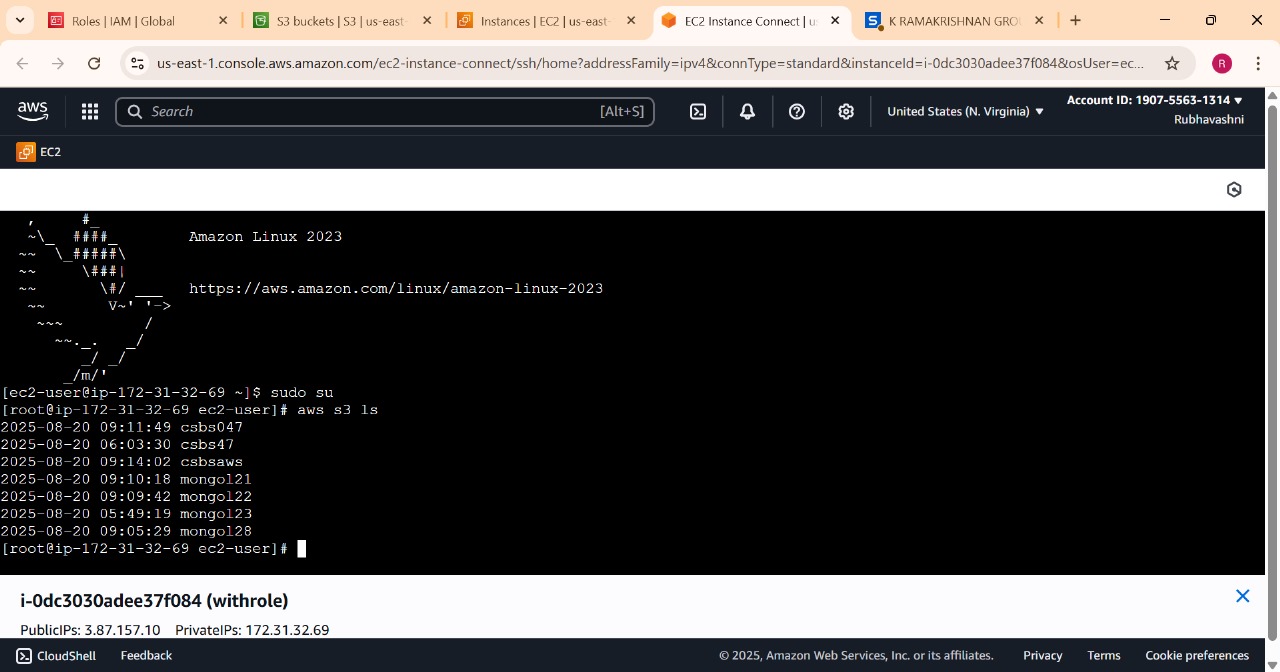 Roles | IAM | Global
S3 buckets | S3 | us-east-
Instances | EC2 | us-east-
EC2 Instance Connect | us
K RAMAKRISHNAN GROU
us-east-1.console.aws.amazon.com/ec2-instance-connect/ssh/home?addressFamily=ipv4&connType=standard&instanceId=i-0dc3030adee37f084&osUser=ec...
R
aws
Search
[Alt+S]
United States (N. Virginia) ▼
Account ID: 1907-5563-1314 ▼
Rubhavashni
EC2
   ,     #_
   ~\_  ####_        Amazon Linux 2023
  ~~  \_#####\
  ~~     \###|
  ~~       \#/ ___   https://aws.amazon.com/linux/amazon-linux-2023
   ~~       V~' '->
    ~~~         /
      ~~._.   _/
         _/ _/
       _/m/'
[ec2-user@ip-172-31-32-69 ~]$ sudo su
[root@ip-172-31-32-69 ec2-user]# aws s3 ls
2025-08-20 09:11:49 csbs047
2025-08-20 06:03:30 csbs47
2025-08-20 09:14:02 csbsaws
2025-08-20 09:10:18 mongol21
2025-08-20 09:09:42 mongol22
2025-08-20 05:49:19 mongol23
2025-08-20 09:05:29 mongol28
[root@ip-172-31-32-69 ec2-user]#
i-0dc3030adee37f084 (withrole)
PublicIPs: 3.87.157.10 PrivateIPs: 172.31.32.69
CloudShell
Feedback
© 2025, Amazon Web Services, Inc. or its affiliates.
Privacy
Terms
Cookie preferences